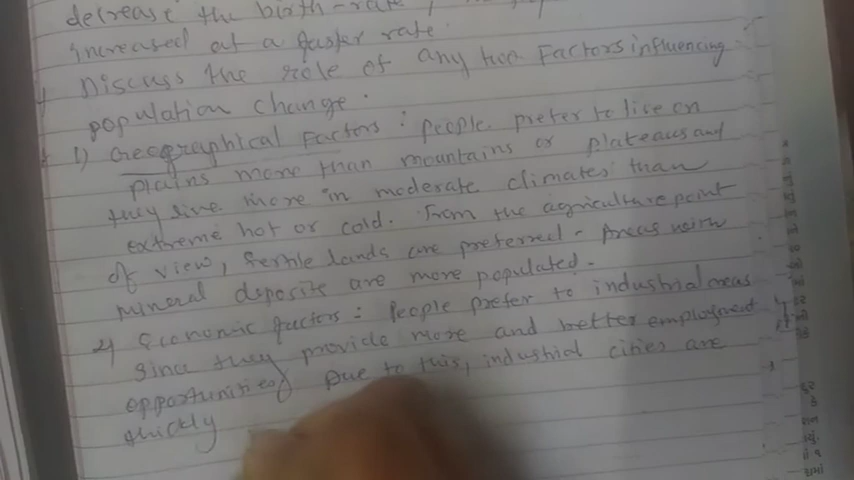 decrease the birth-rate, the
increased at a faster rate.
Discuss the role of any two Factors influencing
population change.
1) Geographical Factors: people prefer to live on
plains more than mountains or plateaus and
they live more in moderate climates than
extreme hot or cold. From the agriculture point
of view, fertile lands are preferred. Areas with
mineral deposits are more populated.
2) Economic factors: People prefer to industrial areas
since they provide more and better employment
opportunities. Due to this, industrial cities are
quickly